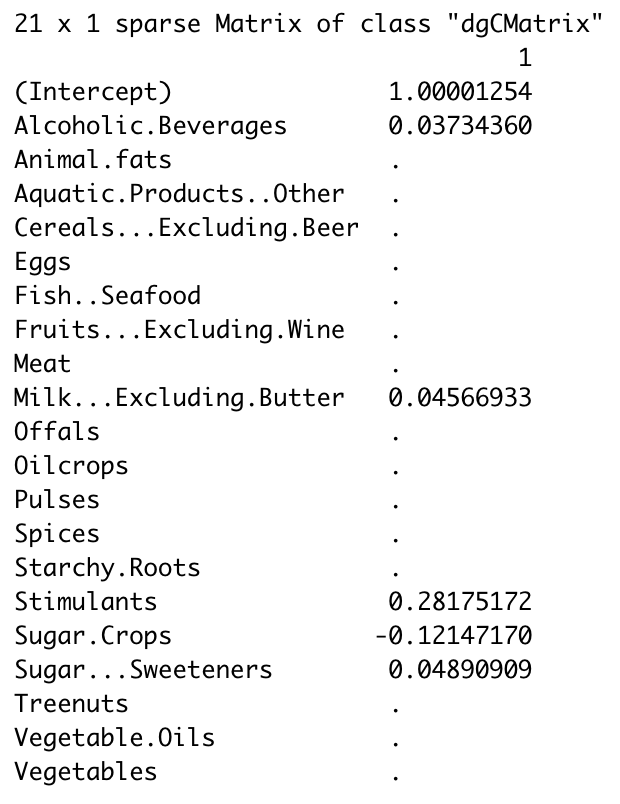 21 x 1 sparse Matrix of class "dgCMatrix"
1
(Intercept) 1.00001254
Alcoholic.Beverages 0.03734360
Animal.fats .
Aquatic.Products..Other .
Cereals...Excluding.Beer .
Eggs .
Fish..Seafood .
Fruits...Excluding.Wine .
Meat .
Milk...Excluding.Butter 0.04566933
Offals .
Oilcrops .
Pulses .
Spices .
Starchy.Roots .
Stimulants 0.28175172
Sugar.Crops -0.12147170
Sugar...Sweeteners 0.04890909
Treenuts .
Vegetable.Oils .
Vegetables .